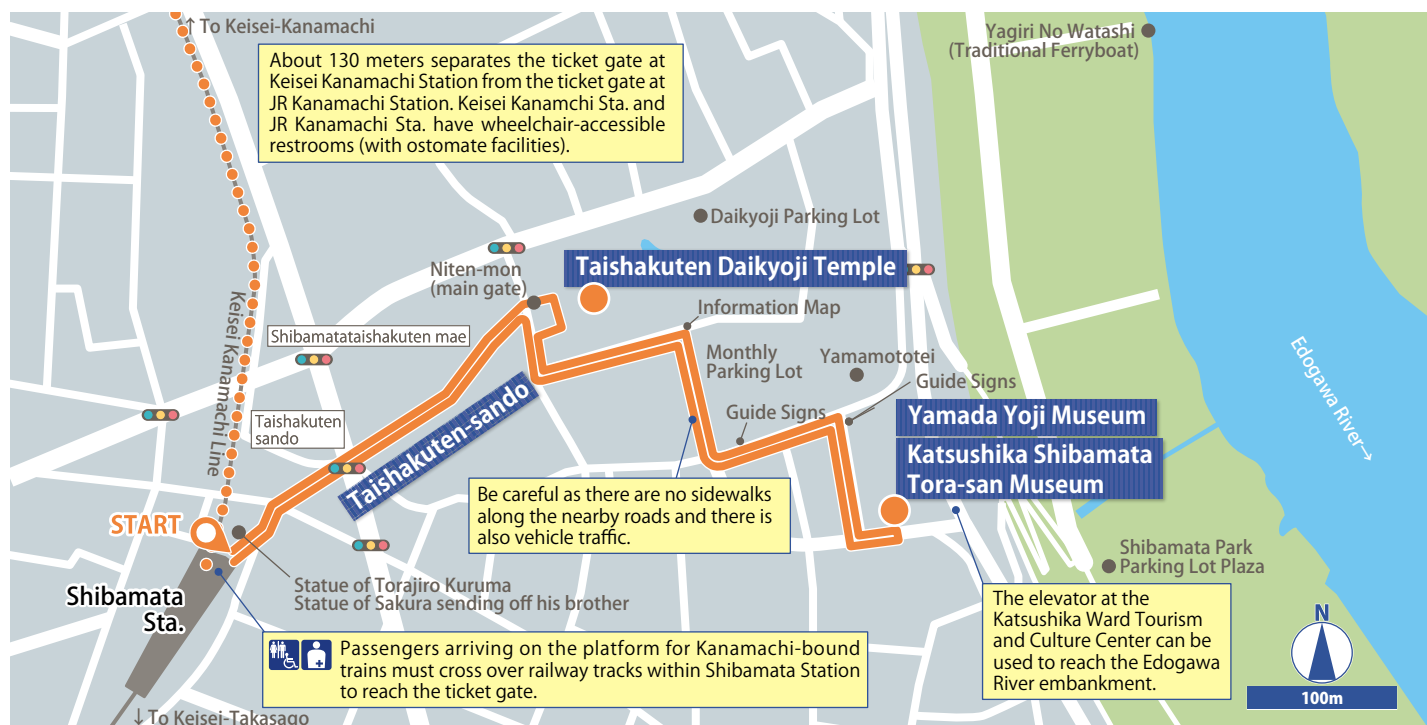 ↑ To Keisei-Kanamachi
About 130 meters separates the ticket gate at
Keisei Kanamachi Station from the ticket gate at
JR Kanamachi Station. Keisei Kanamchi Sta. and
JR Kanamachi Sta. have wheelchair-accessible
restrooms (with ostomate facilities).
Yagiri No Watashi
(Traditional Ferryboat)
Daikyoji Parking Lot
Taishakuten Daikyoji Temple
Niten-mon
(main gate)
Information Map
Keisei Kanamachi Line
Shibamatataishakuten mae
Monthly
Parking Lot
Yamamototei
Guide Signs
Edogawa River→
Taishakuten
sando
Taishakuten-sando
Guide Signs
Yamada Yoji Museum
Katsushika Shibamata
Tora-san Museum
Be careful as there are no sidewalks
along the nearby roads and there is
also vehicle traffic.
START
Shibamata
Sta.
Statue of Torajiro Kuruma
Statue of Sakura sending off his brother
Shibamata Park
Parking Lot Plaza
The elevator at the
Katsushika Ward Tourism
and Culture Center can be
used to reach the Edogawa
River embankment.
Passengers arriving on the platform for Kanamachi-bound
trains must cross over railway tracks within Shibamata Station
to reach the ticket gate.
↓ To Keisei-Takasago
N
100m